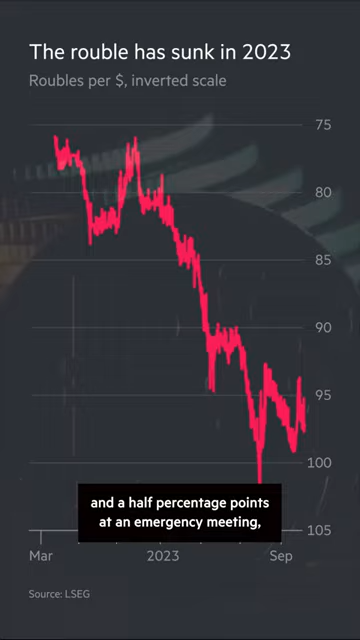 The rouble has sunk in 2023
Roubles per $, inverted scale
75
80
85
90
95
100
and a half percentage points
at an emergency meeting,
105
Mar 2023 Sep
Source: LSEG